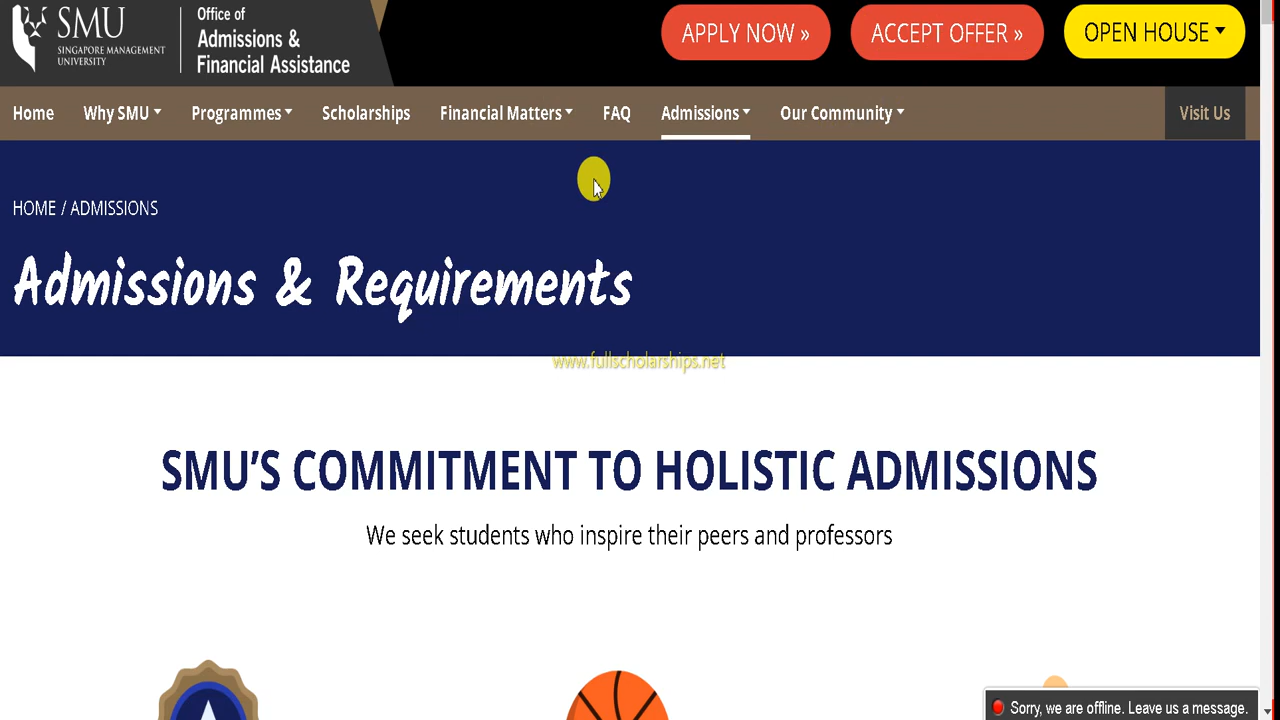 SMU
SINGAPORE MANAGEMENT
UNIVERSITY
Office of
Admissions &
Financial Assistance
APPLY NOW »
ACCEPT OFFER »
OPEN HOUSE
Home
Why SMU
Programmes
Scholarships
Financial Matters
FAQ
Admissions
Our Community
Visit Us
HOME / ADMISSIONS
Admissions & Requirements
www.fullscholarships.net
SMU'S COMMITMENT TO HOLISTIC ADMISSIONS
We seek students who inspire their peers and professors
Sorry, we are offline. Leave us a message.